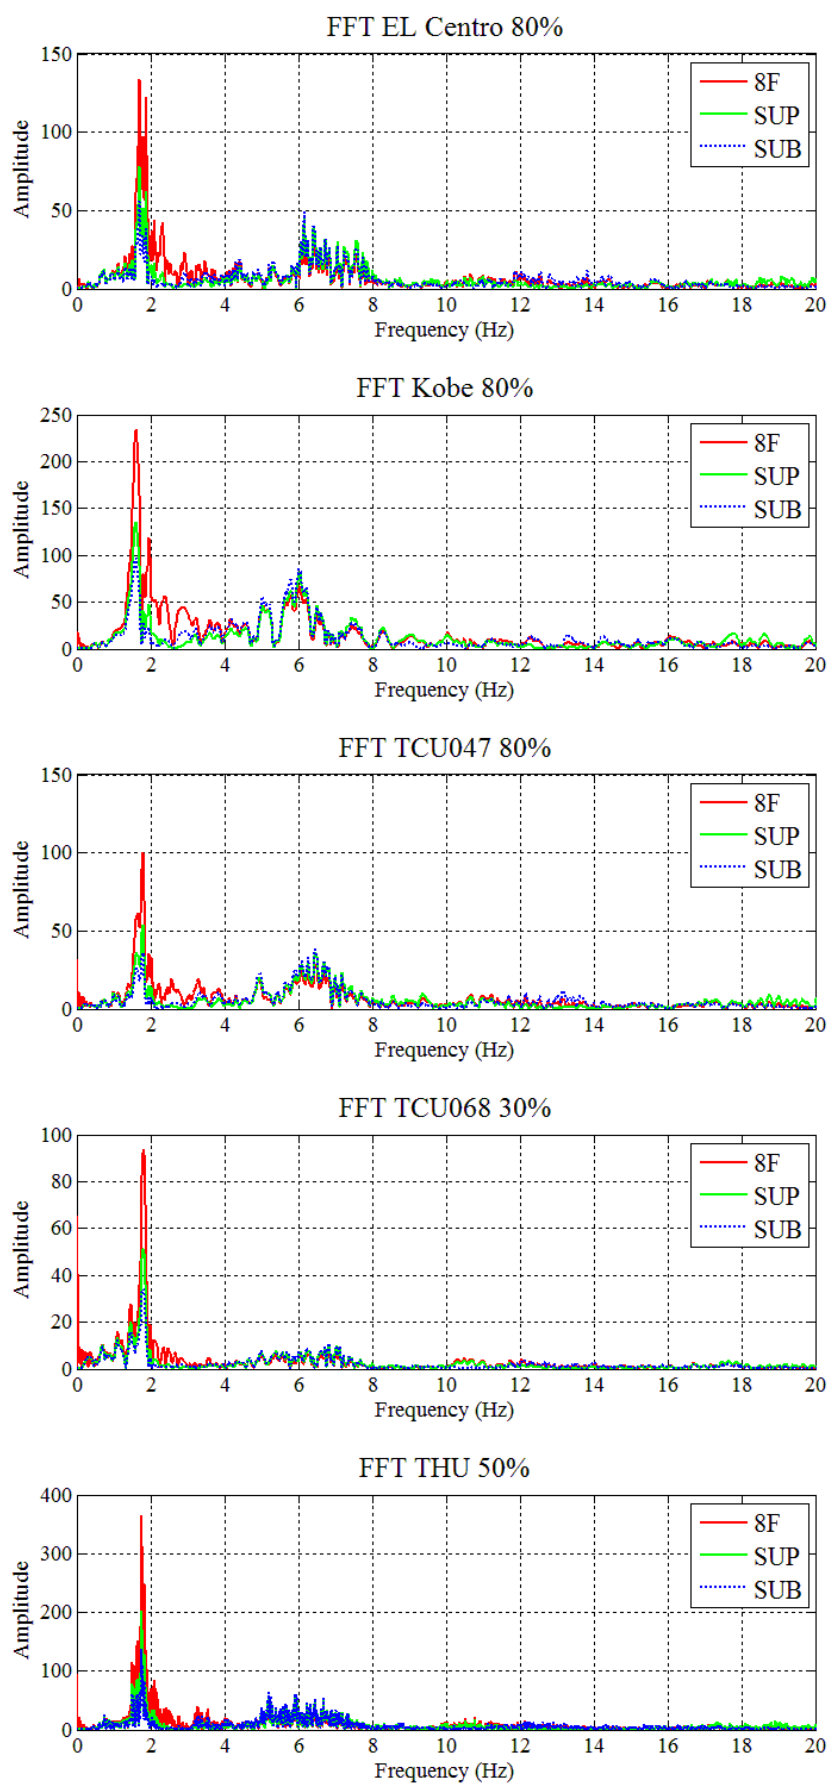 FFT EL Centro 80%
150
100
50
0
Amplitude
8F
SUP
SUB
0 2 4 6 8 10 12 14 16 18 20
Frequency (Hz)
FFT Kobe 80%
250
200
150
100
50
0
Amplitude
8F
SUP
SUB
0 2 4 6 8 10 12 14 16 18 20
Frequency (Hz)
FFT TCU047 80%
150
100
50
0
Amplitude
8F
SUP
SUB
0 2 4 6 8 10 12 14 16 18 20
Frequency (Hz)
FFT TCU068 30%
100
80
60
40
20
0
Amplitude
8F
SUP
SUB
0 2 4 6 8 10 12 14 16 18 20
Frequency (Hz)
FFT THU 50%
400
300
200
100
0
Amplitude
8F
SUP
SUB
0 2 4 6 8 10 12 14 16 18 20
Frequency (Hz)